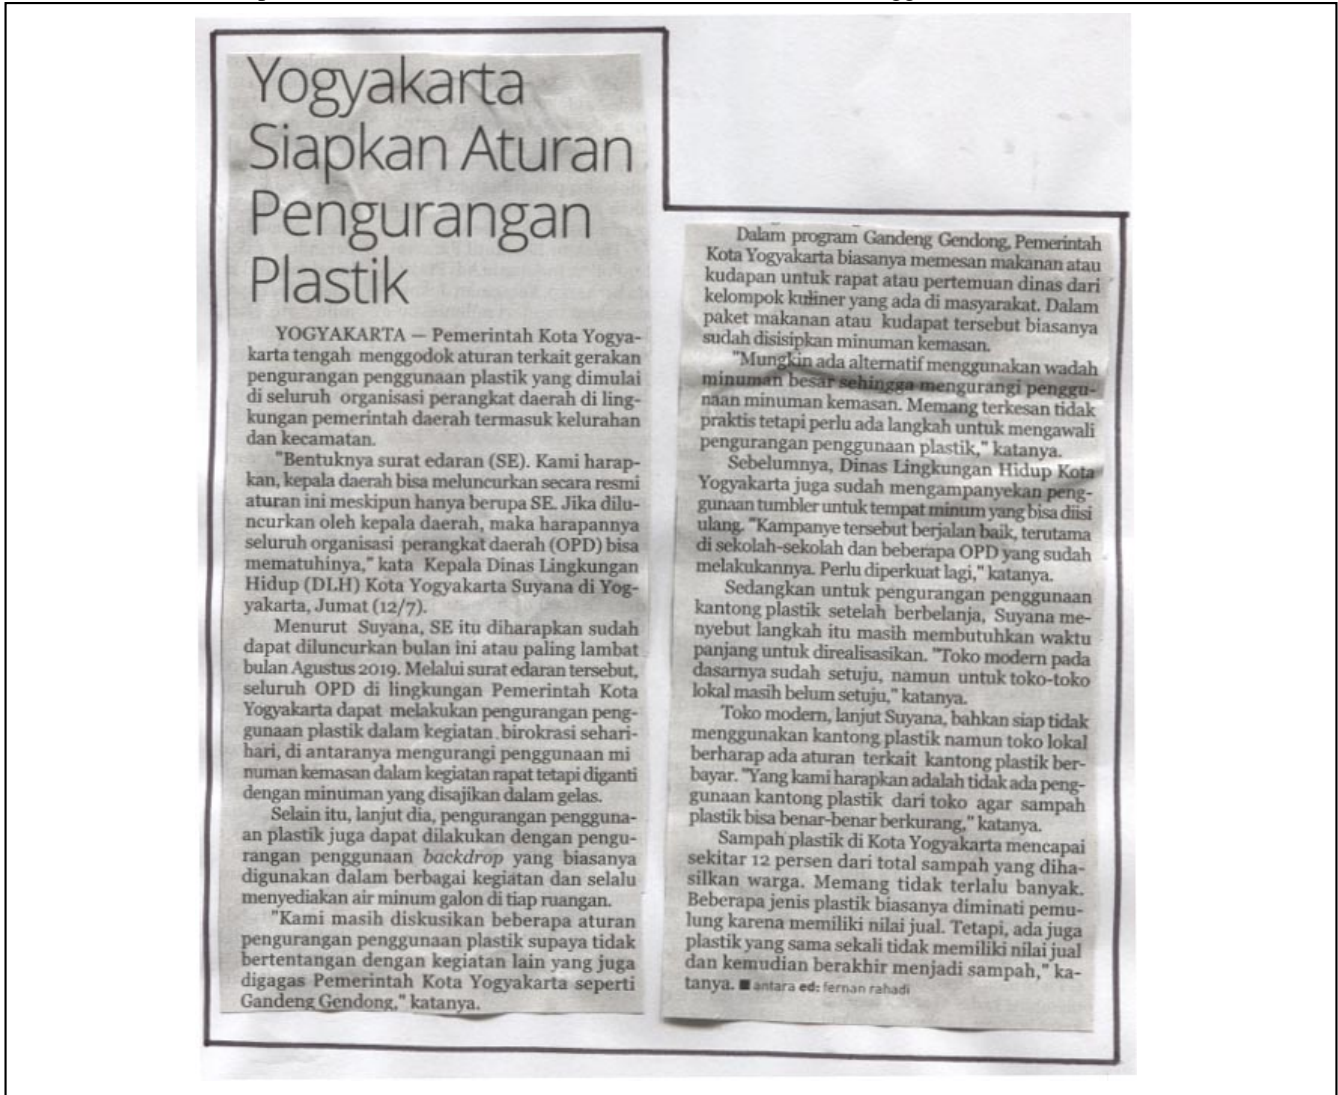 Yogyakarta
Siapkan Aturan
Pengurangan
Plastik
YOGYAKARTA — Pemerintah Kota Yogya-
karta tengah menggodok aturan terkait gerakan
pengurangan penggunaan plastik yang dimulai
di seluruh organisasi perangkat daerah di ling-
kungan pemerintah daerah termasuk kelurahan
dan kecamatan.
"Bentuknya surat edaran (SE). Kami harap-
kan, kepala daerah bisa meluncurkan secara resmi
aturan ini meskipun hanya berupa SE. Jika dilu-
ncurkan oleh kepala daerah, maka harapannya
seluruh organisasi perangkat daerah (OPD) bisa
mematuhinya," kata Kepala Dinas Lingkungan
Hidup (DLH) Kota Yogyakarta Suyana di Yog-
yakarta, Jumat (12/7).
Menurut Suyana, SE itu diharapkan sudah
dapat diluncurkan bulan ini atau paling lambat
bulan Agustus 2019. Melalui surat edaran tersebut,
seluruh OPD di lingkungan Pemerintah Kota
Yogyakarta dapat melakukan pengurangan peng-
gunaan plastik dalam kegiatan birokrasi sehari-
hari, di antaranya mengurangi penggunaan mi
numan kemasan dalam kegiatan rapat tetapi diganti
dengan minuman yang disajikan dalam gelas.
Selain itu, lanjut dia, pengurangan pengguna-
an plastik juga dapat dilakukan dengan pengu-
rangan penggunaan backdrop yang biasanya
digunakan dalam berbagai kegiatan dan selalu
menyediakan air minum galon di tiap ruangan.
"Kami masih diskusikan beberapa aturan
pengurangan penggunaan plastik supaya tidak
bertentangan dengan kegiatan lain yang juga
digagas Pemerintah Kota Yogyakarta seperti
Gandeng Gendong," katanya.
Dalam program Gandeng Gendong, Pemerintah
Kota Yogyakarta biasanya memesan makanan atau
kudapan untuk rapat atau pertemuan dinas dari
kelompok kuliner yang ada di masyarakat. Dalam
paket makanan atau kudapat tersebut biasanya
sudah disisipkan minuman kemasan.
"Mungkin ada alternatif menggunakan wadah
minuman besar sehingga mengurangi penggu-
naan minuman kemasan. Memang terkesan tidak
praktis tetapi perlu ada langkah untuk mengawali
pengurangan penggunaan plastik," katanya.
Sebelumnya, Dinas Lingkungan Hidup Kota
Yogyakarta juga sudah mengampanyekan peng-
gunaan tumbler untuk tempat minum yang bisa diisi
ulang. "Kampanye tersebut berjalan baik, terutama
di sekolah-sekolah dan beberapa OPD yang sudah
melakukannya. Perlu diperkuat lagi," katanya.
Sedangkan untuk pengurangan penggunaan
kantong plastik setelah berbelanja, Suyana me-
nyebut langkah itu masih membutuhkan waktu
panjang untuk direalisasikan. "Toko modern pada
dasarnya sudah setuju, namun untuk toko-toko
lokal masih belum setuju," katanya.
Toko modern, lanjut Suyana, bahkan siap tidak
menggunakan kantong plastik namun toko lokal
berharap ada aturan terkait kantong plastik ber-
bayar. "Yang kami harapkan adalah tidak ada peng-
gunaan kantong plastik dari toko agar sampah
plastik bisa benar-benar berkurang," katanya.
Sampah plastik di Kota Yogyakarta mencapai
sekitar 12 persen dari total sampah yang diha-
silkan warga. Memang tidak terlalu banyak.
Beberapa jenis plastik biasanya diminati pemu-
lung karena memiliki nilai jual. Tetapi, ada juga
plastik yang sama sekali tidak memiliki nilai jual
dan kemudian berakhir menjadi sampah," ka-
tanya. ■ antara ed: fernan rahadi